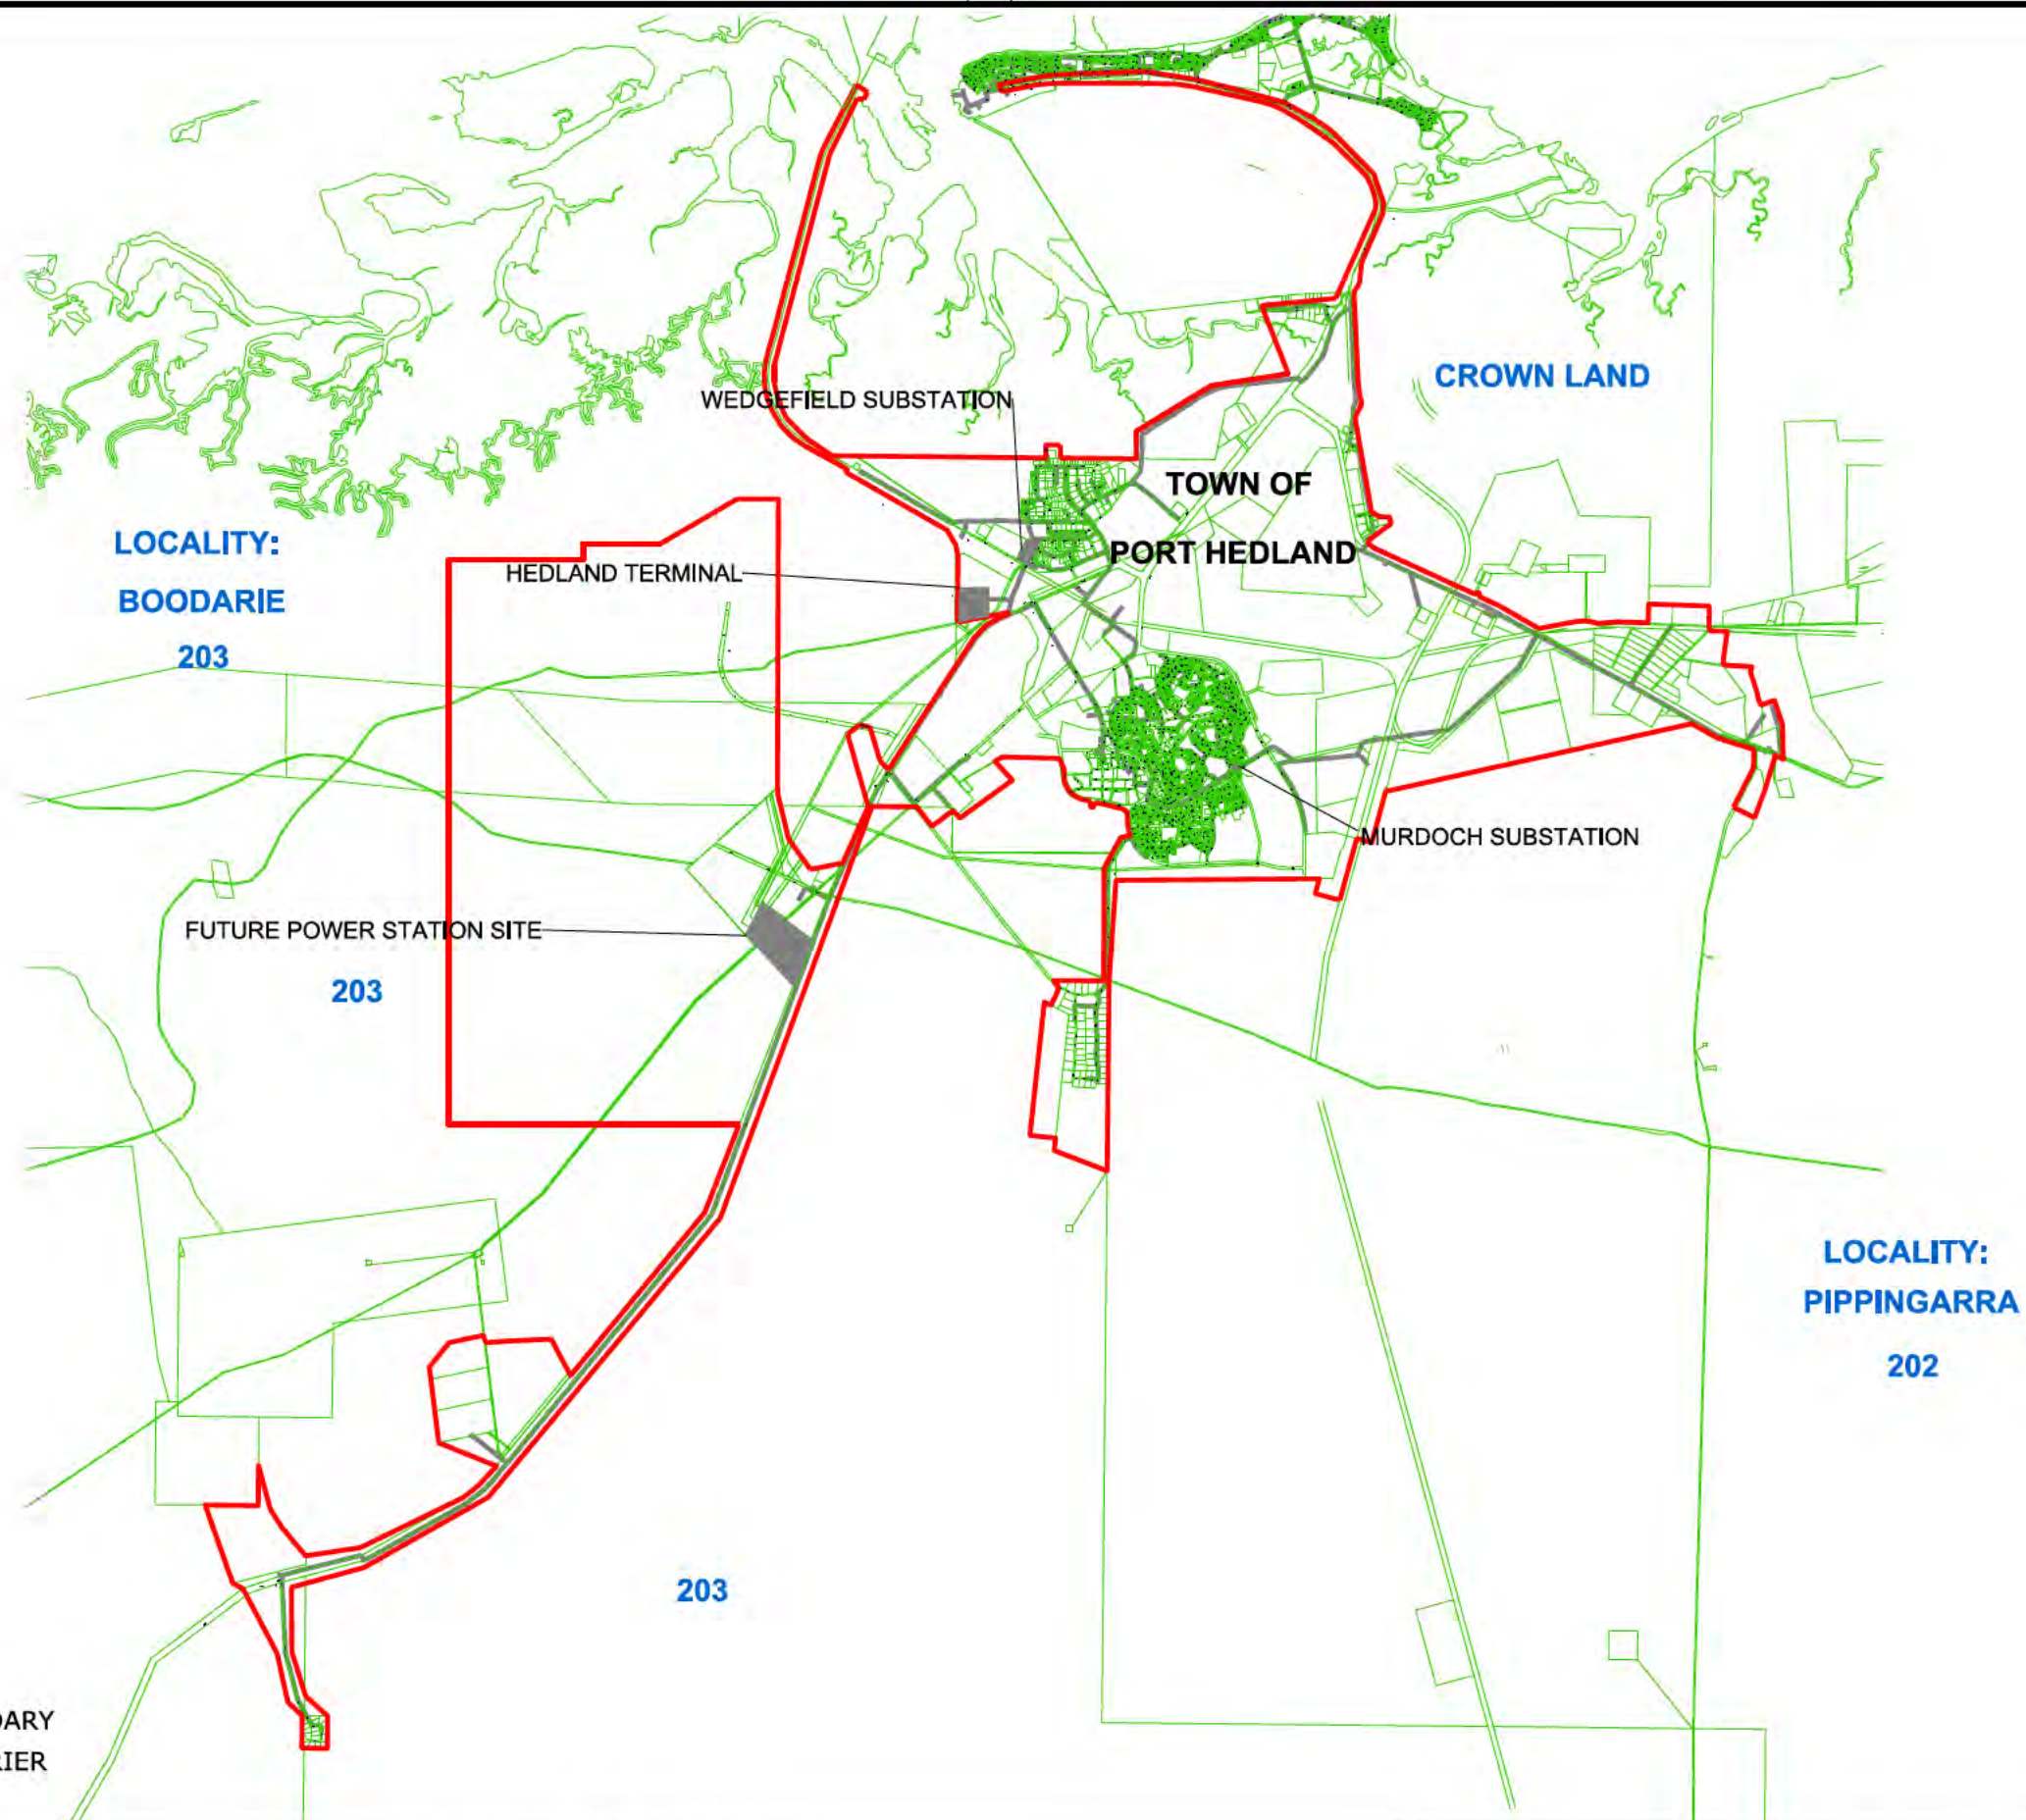 CROWN LAND
WEDGEFIELD SUBSTATION
TOWN OF
PORT HEDLAND
LOCALITY:
BOODARIE
203
HEDLAND TERMINAL
MURDOCH SUBSTATION
FUTURE POWER STATION SITE
203
LOCALITY:
PIPPINGARRA
202
203